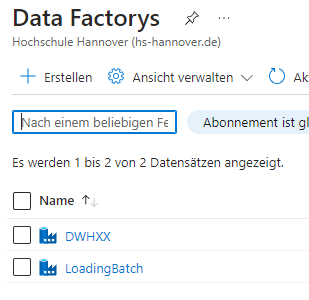 Data Factorys
Hochschule Hannover (hs-hannover.de)
Erstellen Ansicht verwalten Ak
Nach einem beliebigen Fe Abonnement ist gl
Es werden 1 bis 2 von 2 Datensätzen angezeigt.
Name
DWHXX
LoadingBatch